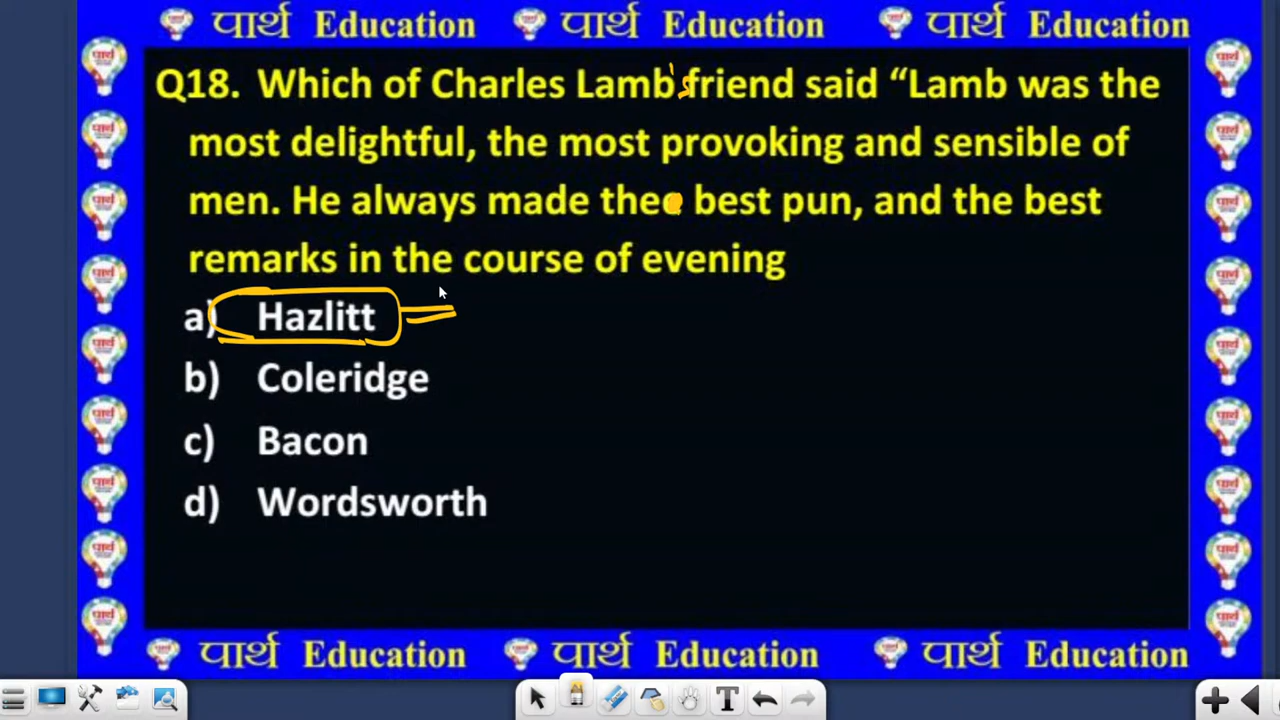 पार्थ Education पार्थ Education पार्थ Education
Q18. Which of Charles Lamb's friend said “Lamb was the
most delightful, the most provoking and sensible of
men. He always made thee best pun, and the best
remarks in the course of evening
a) Hazlitt
b) Coleridge
c) Bacon
d) Wordsworth
पार्थ Education पार्थ Education पार्थ Education